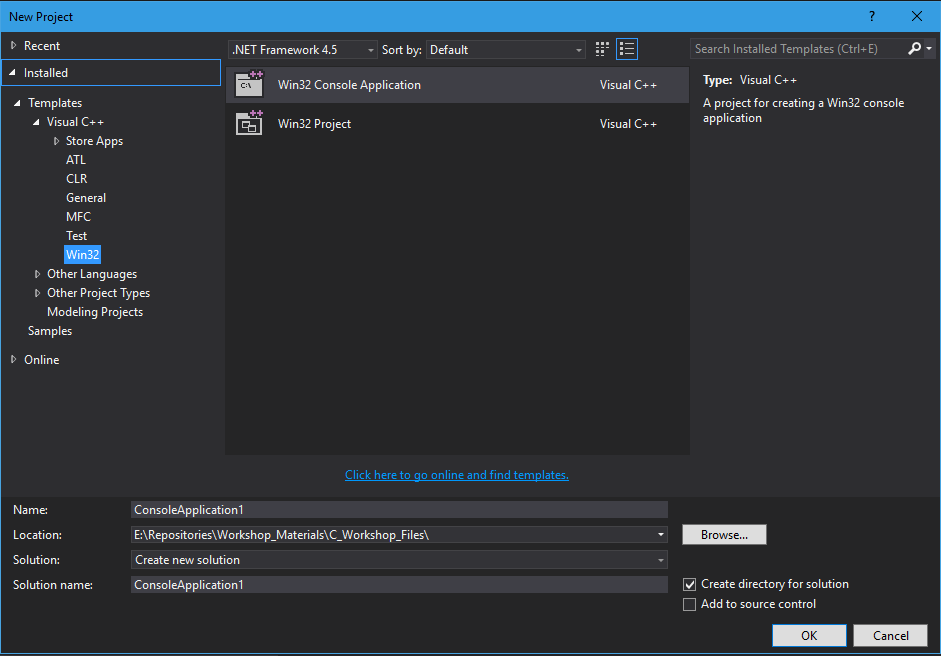 New Project
?
Recent
.NET Framework 4.5 Sort by: Default
Search Installed Templates (Ctrl+E)
Installed
Templates
Visual C++
Store Apps
ATL
CLR
General
MFC
Test
Win32
Other Languages
Other Project Types
Modeling Projects
Samples
Online
C:\
Win32 Console Application Visual C++
Win32 Project Visual C++
Type: Visual C++
A project for creating a Win32 console
application
Click here to go online and find templates.
Name: ConsoleApplication1
Location: E:\Repositories\Workshop_Materials\C_Workshop_Files\ Browse...
Solution: Create new solution
Solution name: ConsoleApplication1
Create directory for solution
Add to source control
OK Cancel